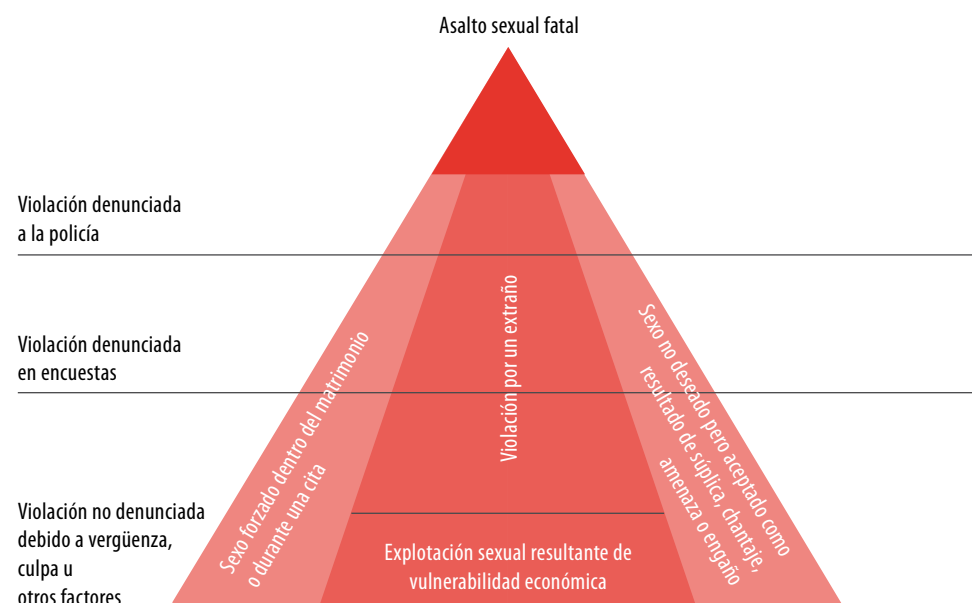 Asalto sexual fatal
Violación denunciada
a la policía
Violación denunciada
en encuestas
Violación no denunciada
debido a vergüenza,
culpa u
otros factores
Sexo forzado dentro del matrimonio
o durante una cita
Violación por un extraño
Sexo no deseado pero aceptado como
resultado de súplica, chantaje,
amenaza o engaño
Explotación sexual resultante de
vulnerabilidad económica